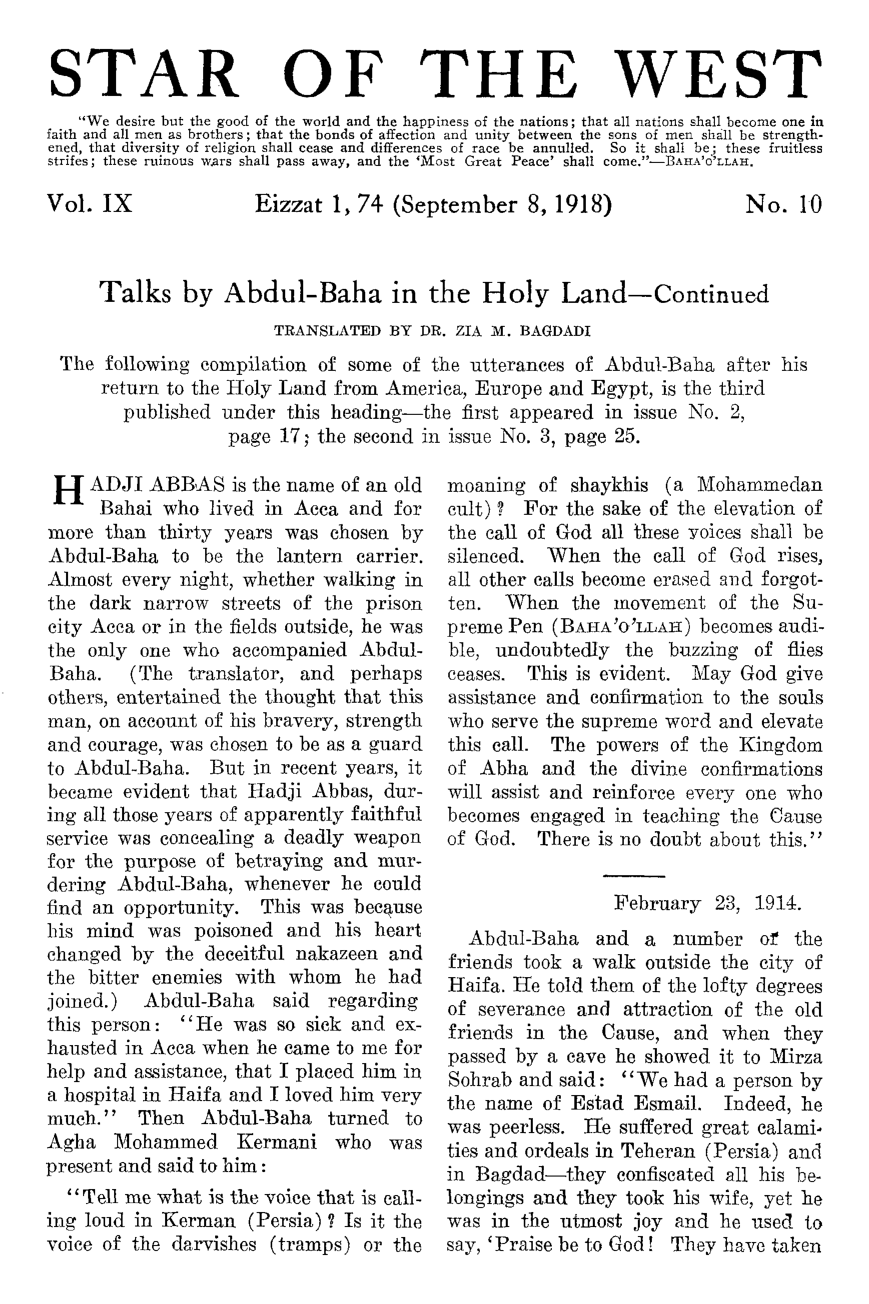 STAR OF THE WEST
"We desire but the good of the world and the happiness of the nations; that all nations shall become one in
faith and all men as brothers; that the bonds of affection and unity between the sons of men shall be strength-
ened, that diversity of religion shall cease and differences of race be annulled. So it shall be; these fruitless
strifes; these ruinous wars shall pass away, and the 'Most Great Peace' shall come."—BAHA'O'LLAH.
Vol. IX Eizzat 1, 74 (September 8, 1918) No. 10
Talks by Abdul-Baha in the Holy Land—Continued
TRANSLATED BY DR. ZIA M. BAGDADI
The following compilation of some of the utterances of Abdul-Baha after his
return to the Holy Land from America, Europe and Egypt, is the third
published under this heading—the first appeared in issue No. 2,
page 17; the second in issue No. 3, page 25.
HADJI ABBAS is the name of an old
Bahai who lived in Acca and for
more than thirty years was chosen by
Abdul-Baha to be the lantern carrier.
Almost every night, whether walking in
the dark narrow streets of the prison
city Acca or in the fields outside, he was
the only one who accompanied Abdul-
Baha. (The translator, and perhaps
others, entertained the thought that this
man, on account of his bravery, strength
and courage, was chosen to be as a guard
to Abdul-Baha. But in recent years, it
became evident that Hadji Abbas, dur-
ing all those years of apparently faithful
service was concealing a deadly weapon
for the purpose of betraying and mur-
dering Abdul-Baha, whenever he could
find an opportunity. This was because
his mind was poisoned and his heart
changed by the deceitful nakazeen and
the bitter enemies with whom he had
joined.) Abdul-Baha said regarding
this person: "He was so sick and ex-
hausted in Acca when he came to me for
help and assistance, that I placed him in
a hospital in Haifa and I loved him very
much." Then Abdul-Baha turned to
Agha Mohammed Kermani who was
present and said to him:
"Tell me what is the voice that is call-
ing loud in Kerman (Persia)? Is it the
voice of the darvishes (tramps) or the
moaning of shaykhis (a Mohammedan
cult)? For the sake of the elevation of
the call of God all these voices shall be
silenced. When the call of God rises,
all other calls become erased and forgot-
ten. When the movement of the Su-
preme Pen (BAHA'O'LLAH) becomes audi-
ble, undoubtedly the buzzing of flies
ceases. This is evident. May God give
assistance and confirmation to the souls
who serve the supreme word and elevate
this call. The powers of the Kingdom
of Abha and the divine confirmations
will assist and reinforce every one who
becomes engaged in teaching the Cause
of God. There is no doubt about this."
February 23, 1914.
Abdul-Baha and a number of the
friends took a walk outside the city of
Haifa. He told them of the lofty degrees
of severance and attraction of the old
friends in the Cause, and when they
passed by a cave he showed it to Mirza
Sohrab and said: "We had a person by
the name of Estad Esmail. Indeed, he
was peerless. He suffered great calami-
ties and ordeals in Teheran (Persia) and
in Bagdad—they confiscated all his be-
longings and they took his wife, yet he
was in the utmost joy and he used to
say, 'Praise be to God! They have taken